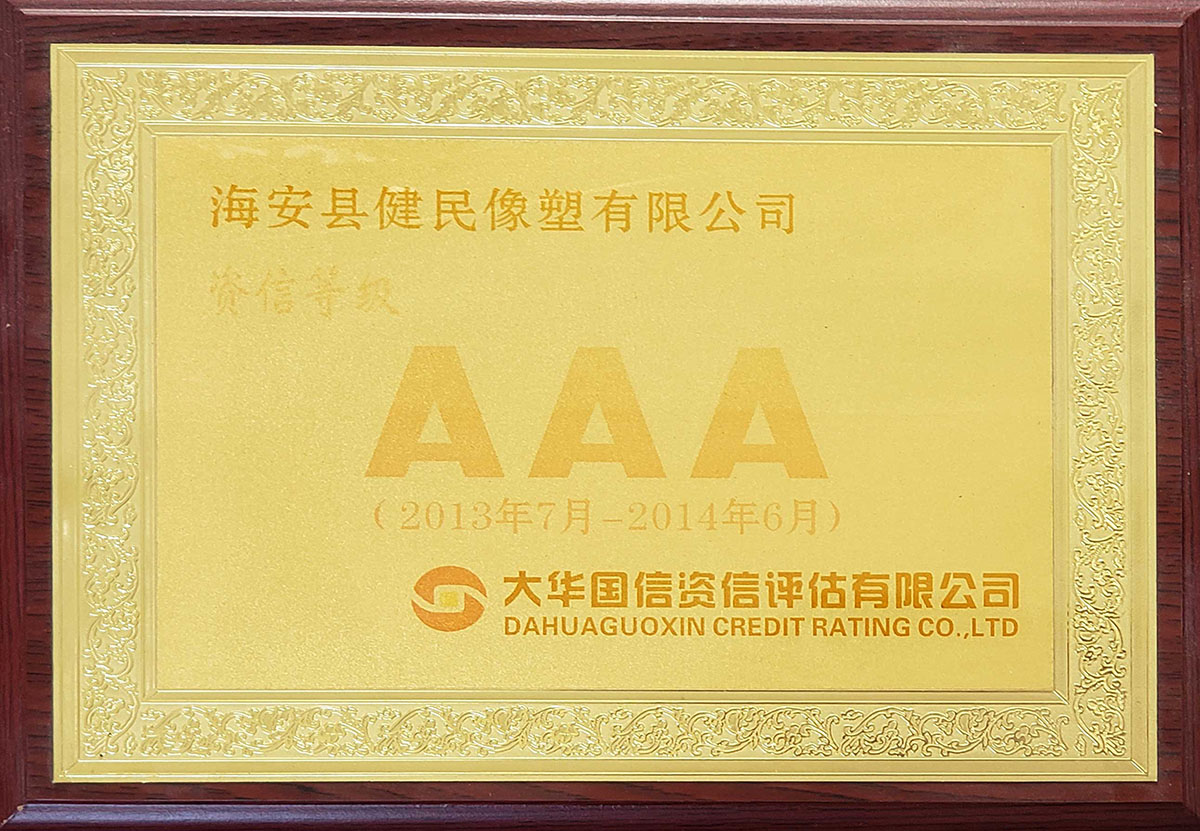 海安县健民像塑有限公司
资信等级
AAA
（2013年7月-2014年6月）
大华国信资信评估有限公司
DAHUAGUOXIN CREDIT RATING CO.,LTD